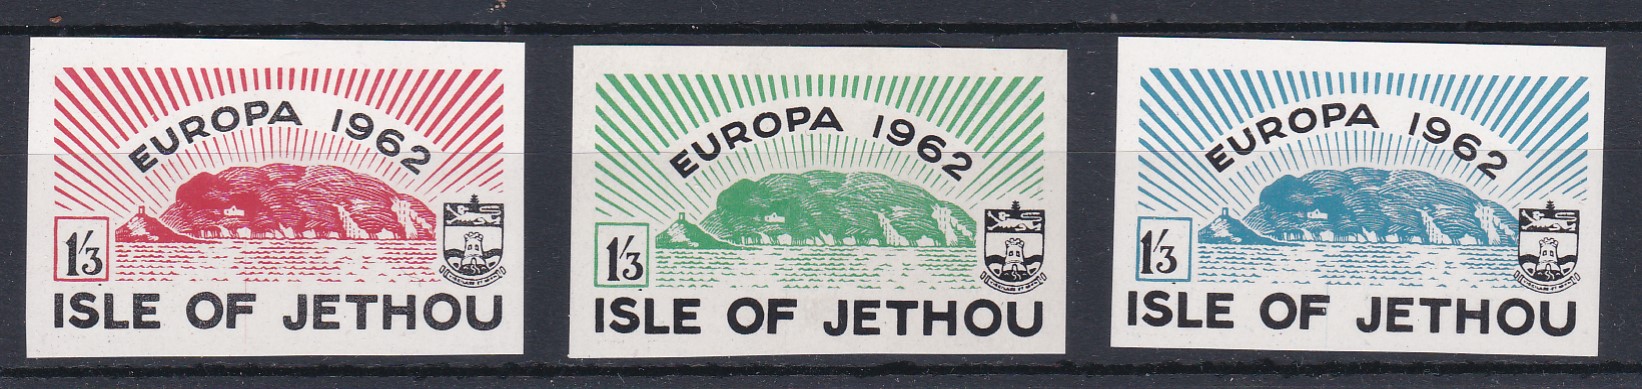 EUROPA 1962
1/3
ISLE OF JETHOU
EUROPA 1962
1/3
ISLE OF JETHOU
EUROPA 1962
1/3
ISLE OF JETHOU